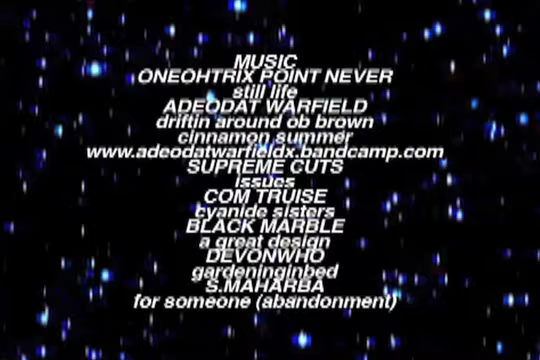 MUSIC
ONEOHTRIX POINT NEVER
still life
ADEODAT WARFIELD
driftin around ob brown
cinnamon summer
www.adeodatwarfieldx.bandcamp.com
SUPREME CUTS
issues
COM TRUISE
cyanide sisters
BLACK MARBLE
a great design
DEVONWHO
gardeninginbed
S.MAHARBA
for someone (abandonment)